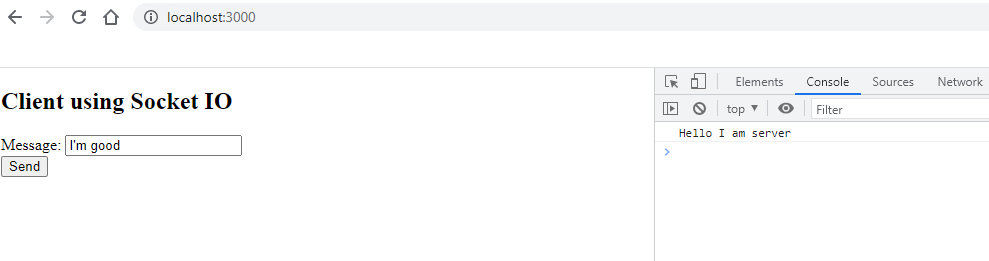 localhost:3000
Elements Console Sources Network
top ▼ Filter
Client using Socket IO
Message: I'm good
Send
Hello I am server
>